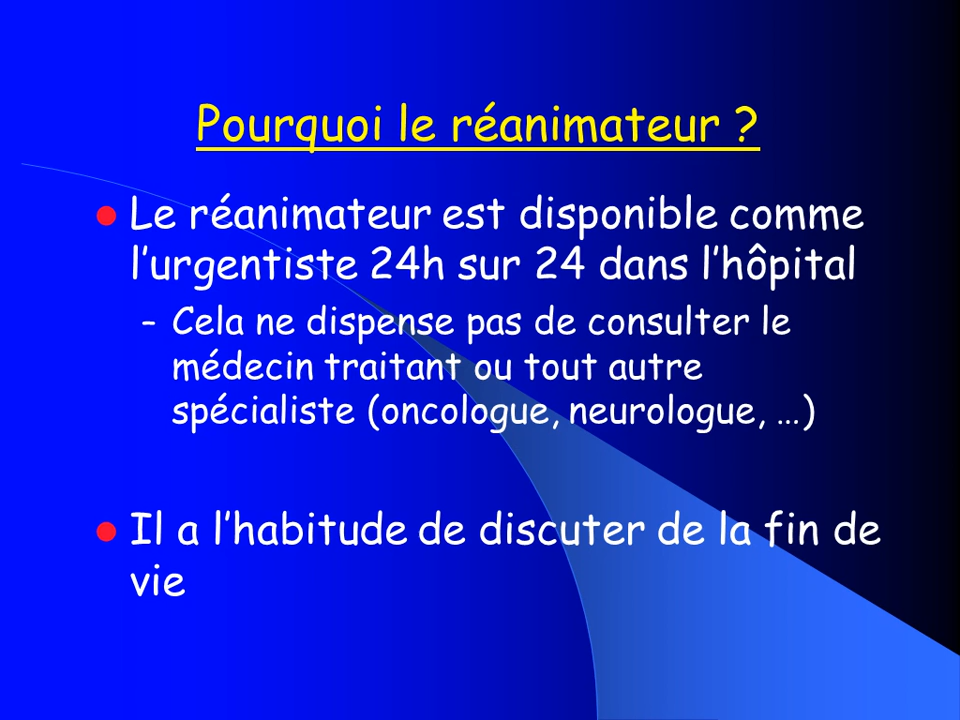 Pourquoi le réanimateur ?
● Le réanimateur est disponible comme
l’urgentiste 24h sur 24 dans l’hôpital
– Cela ne dispense pas de consulter le
médecin traitant ou tout autre
spécialiste (oncologue, neurologue, …)
● Il a l’habitude de discuter de la fin de
vie